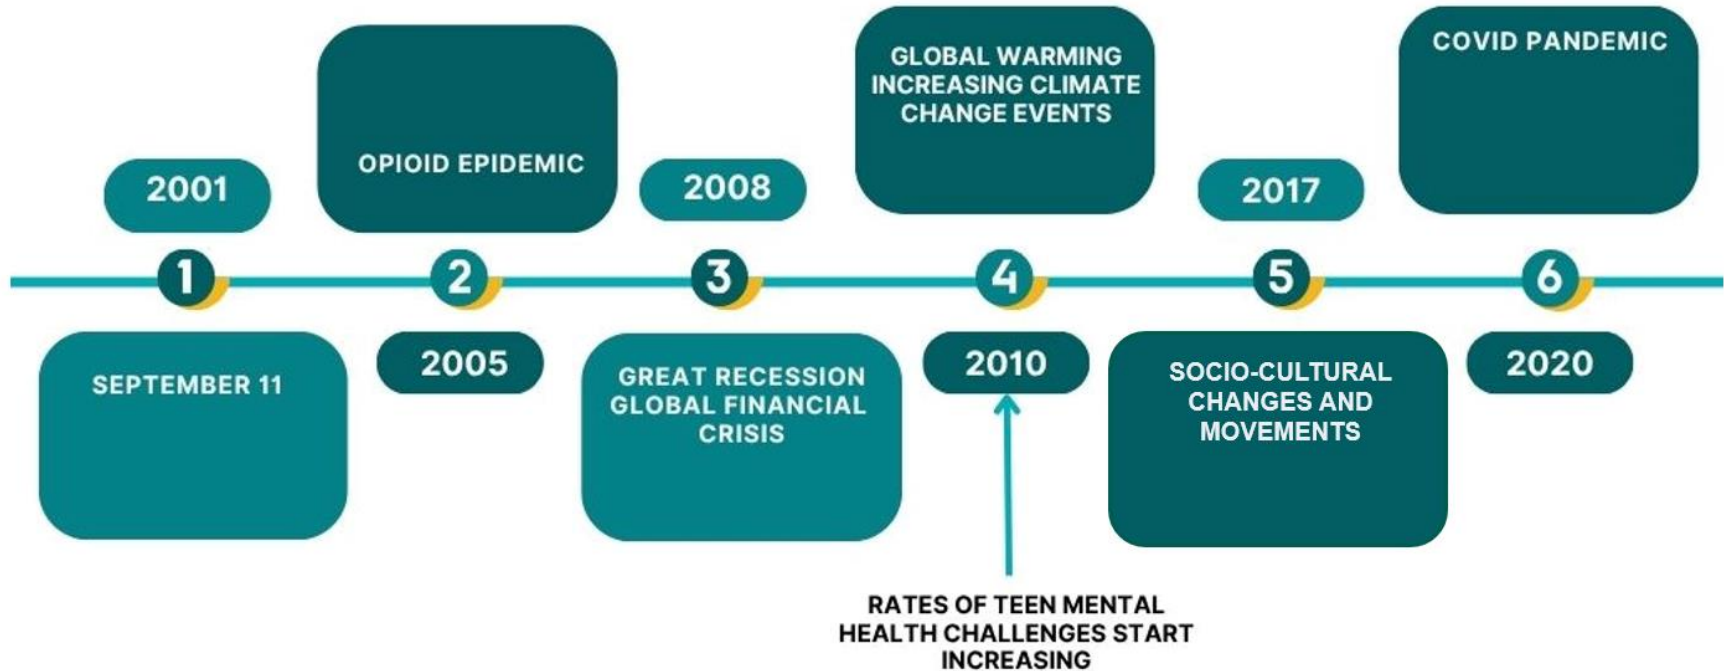 2001
1
SEPTEMBER 11
OPIOID EPIDEMIC
2
2005
2008
3
GREAT RECESSION
GLOBAL FINANCIAL
CRISIS
GLOBAL WARMING
INCREASING CLIMATE
CHANGE EVENTS
4
2010
RATES OF TEEN MENTAL
HEALTH CHALLENGES START
INCREASING
2017
5
SOCIO-CULTURAL
CHANGES AND
MOVEMENTS
COVID PANDEMIC
6
2020